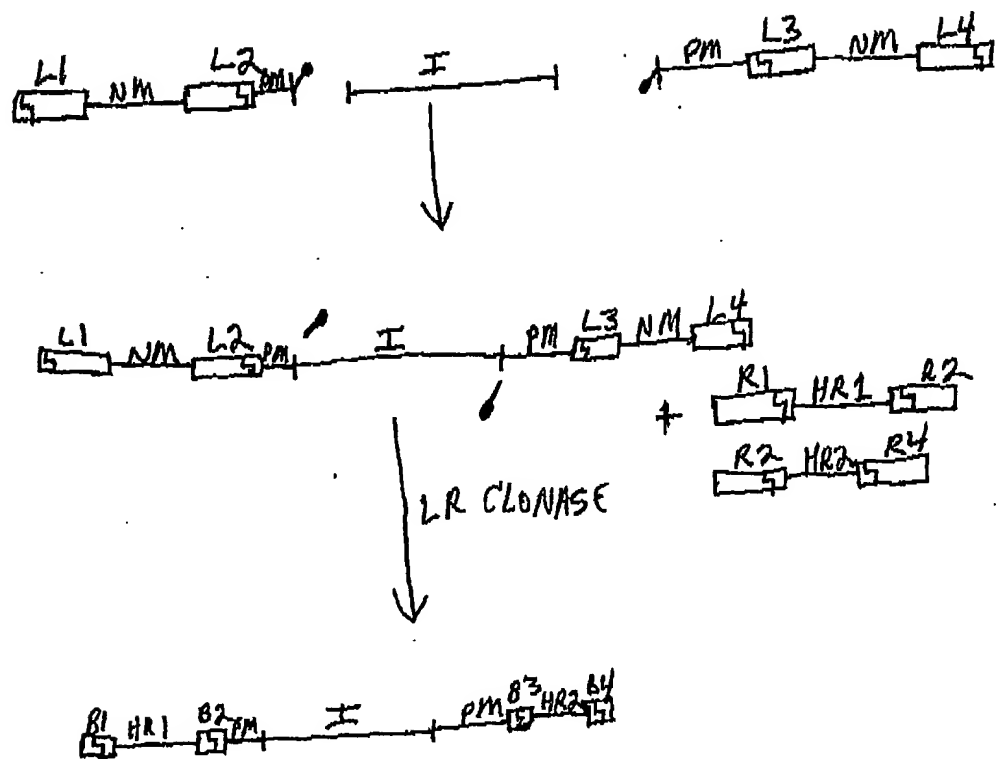 L1 NM L2 PM I PM L3 NM L4
L1 NM L2 PM I PM L3 NM L4
+ R1 HR1 R2
R2 HR2 R4
LR CLONASE
B1 HR1 B2 PM I PM B3 HR2 B4